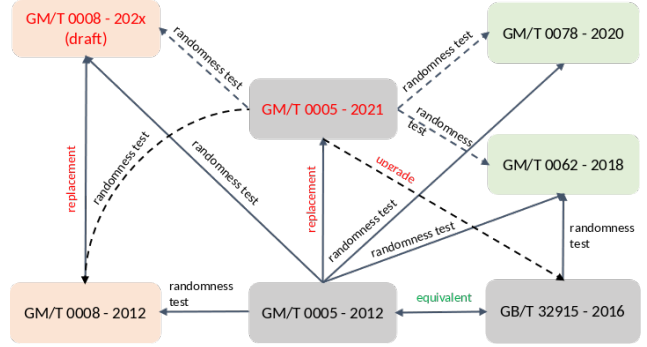 GM/T 0008 - 202x
(draft)
randomness test
randomness test
GM/T 0078 - 2020
GM/T 0005 - 2021
randomness
test
randomness test
randomness test
upgrade
GM/T 0062 - 2018
replacement
replacement
randomness test
randomness test
randomness
test
randomness
test
GM/T 0008 - 2012
GM/T 0005 - 2012
equivalent
GB/T 32915 - 2016